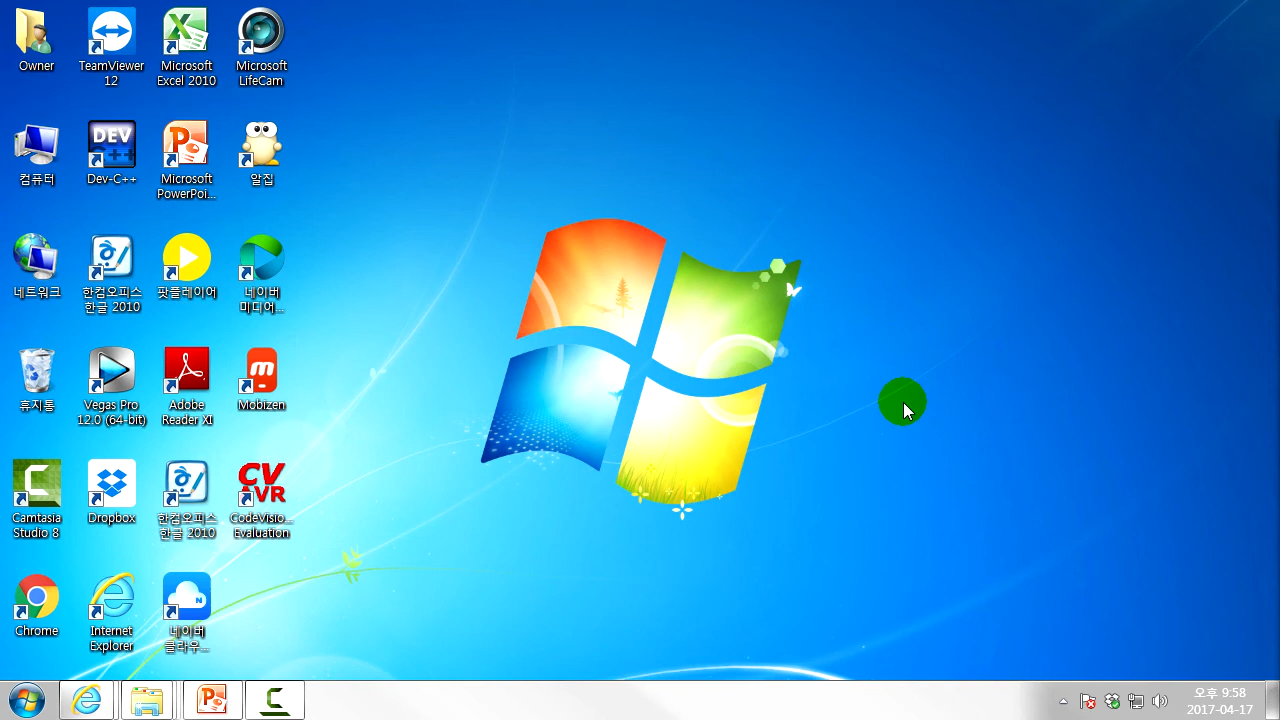 Owner
TeamViewer
12
Microsoft
Excel 2010
Microsoft
LifeCam
컴퓨터
DEV
C++
Dev-C++
Microsoft
PowerPoi...
알집
네트워크
한컴오피스
한글 2010
팟플레이어
네이버
미디어...
휴지통
Vegas Pro
12.0 (64-bit)
Adobe
Reader XI
Mobizen
Camtasia
Studio 8
Dropbox
한컴오피스
한글 2010
CV
AVR
CodeVisio...
Evaluation
Chrome
Internet
Explorer
네이버
클라우...
오후 9:58
2017-04-17